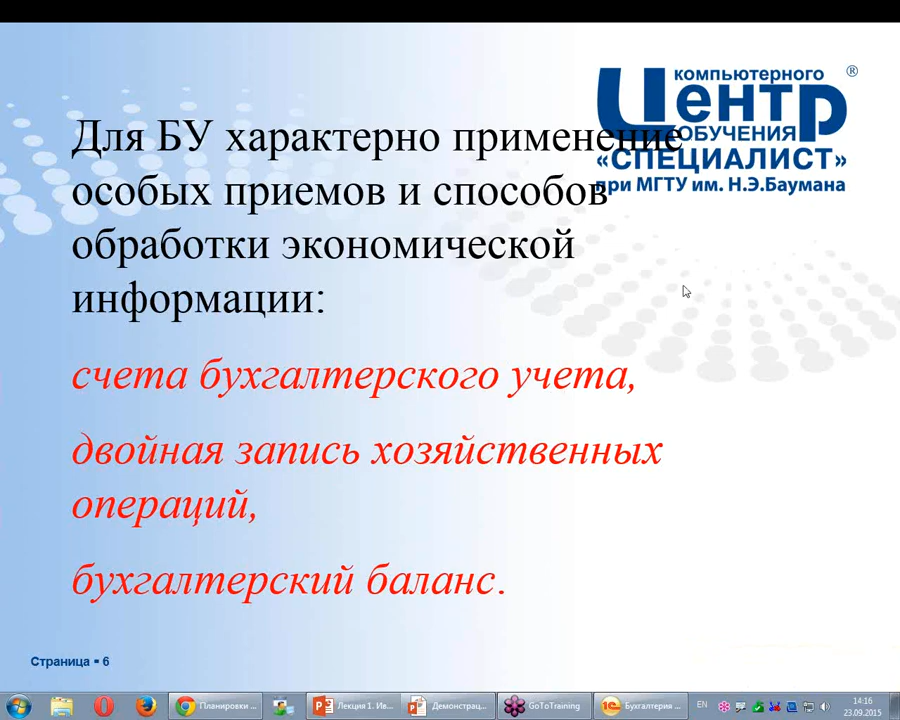 компьютерного
®
Центр
ОБУЧЕНИЯ
«СПЕЦИАЛИСТ»
при МГТУ им. Н.Э.Баумана
Для БУ характерно применение
особых приемов и способов
обработки экономической
информации:
счета бухгалтерского учета,
двойная запись хозяйственных
операций,
бухгалтерский баланс.
Страница ▪ 6
Планировки ...
Лекция 1. Ив...
Демонстрац...
GoToTraining
Бухгалтерия ...
EN
14:16
23.09.2015